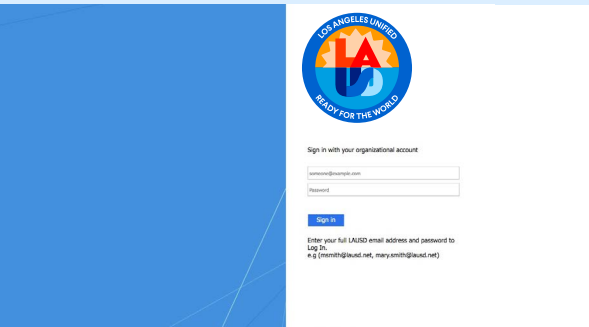 LOS ANGELES UNIFIED
LAUSD
READY FOR THE WORLD
Sign in with your organizational account
someone@example.com
Password
Sign in
Enter your full LAUSD email address and password to
Log In.
e.g (msmith@lausd.net, mary.smith@lausd.net)